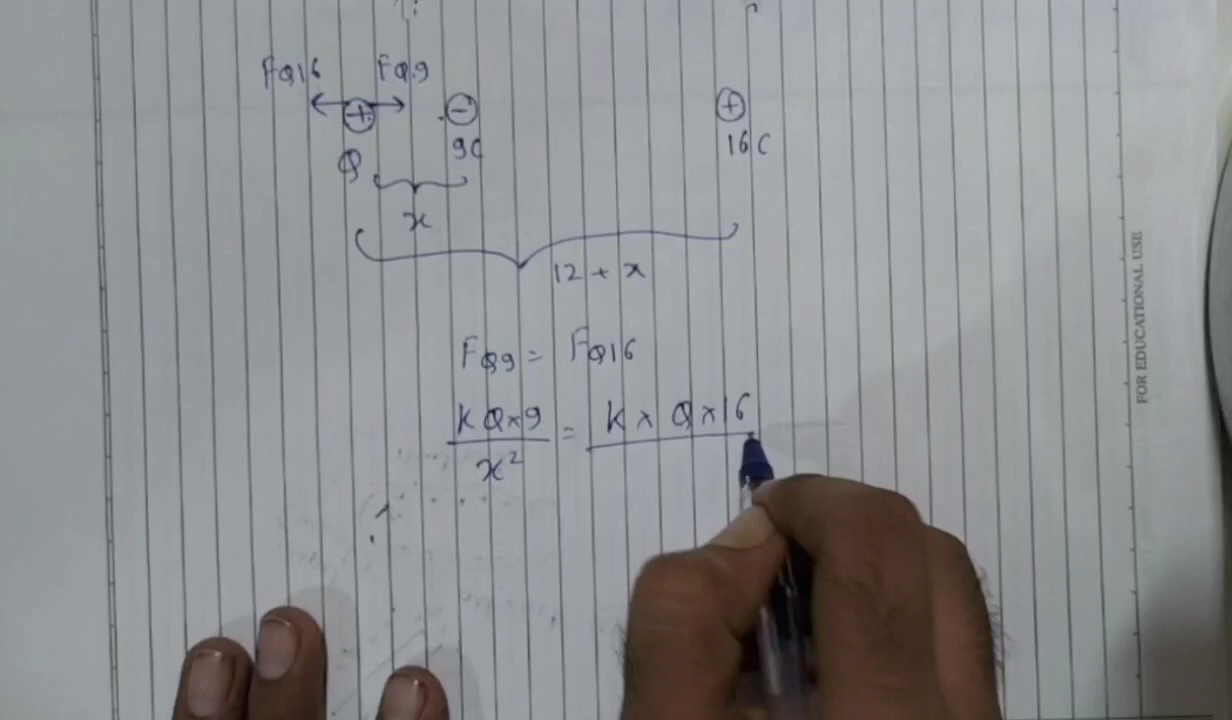 FQ16 FQ9
+ - +
Q 9C 16C
x
12 + x
FQ9 = FQ16
KQ×9 = K × Q × 16
x²
FOR EDUCATIONAL USE